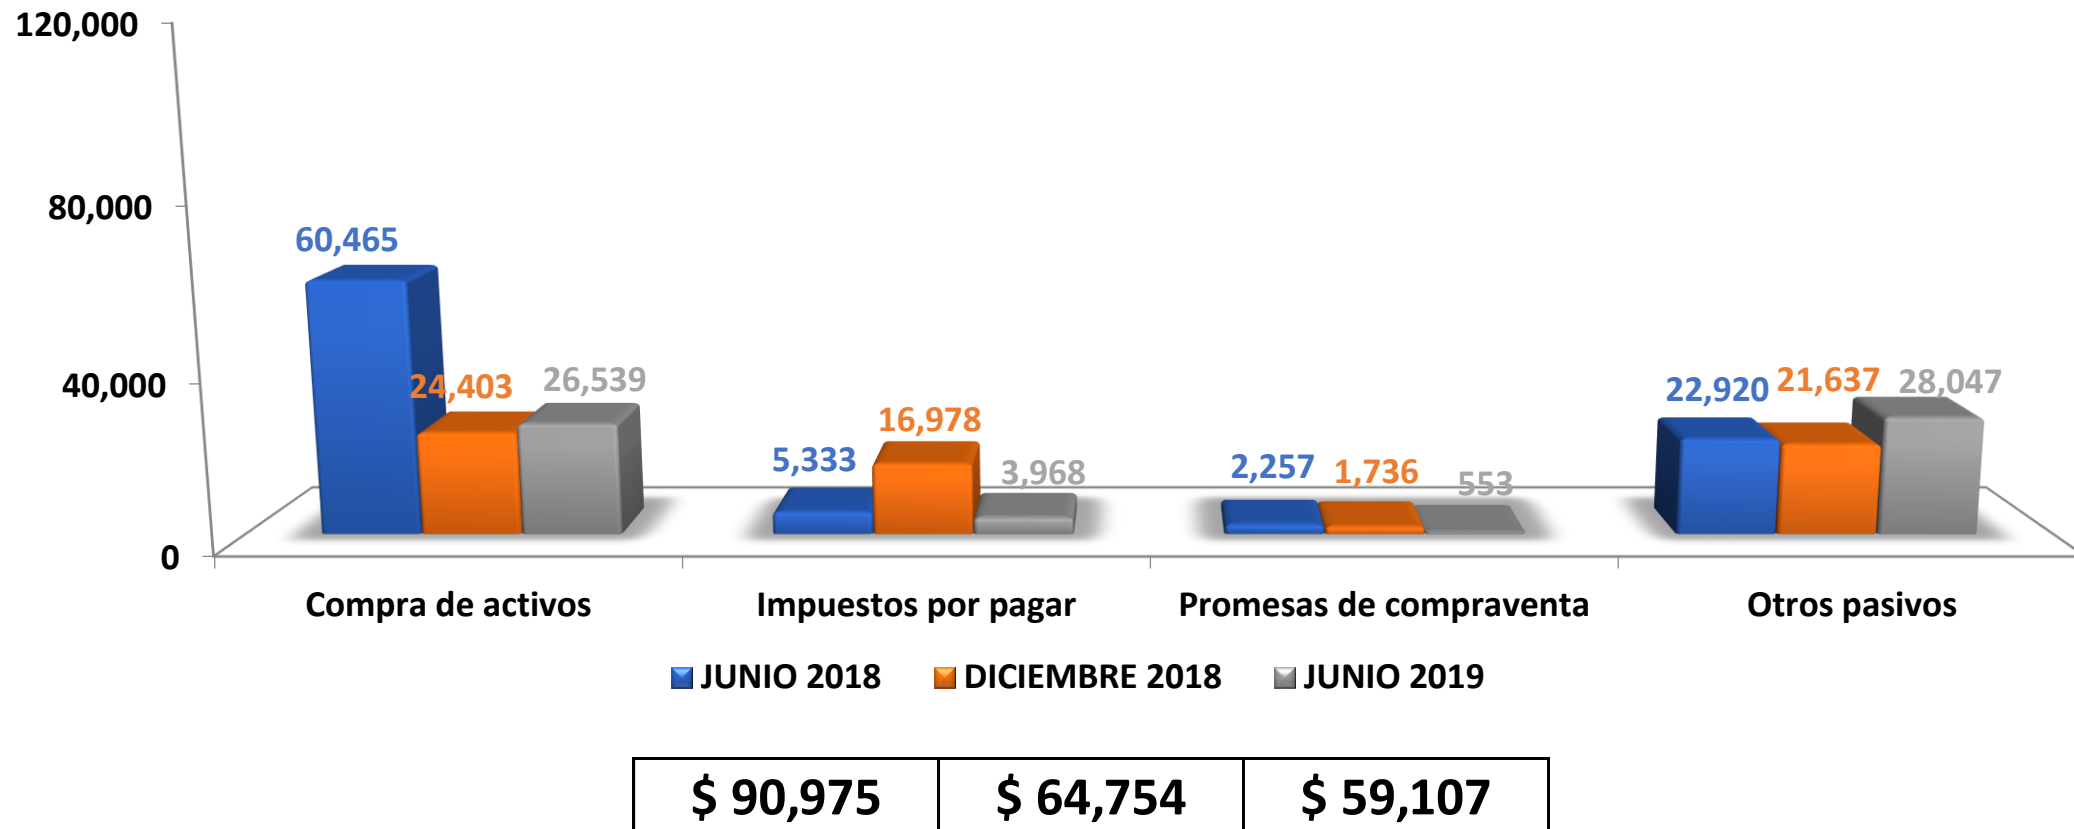 120,000
80,000
40,000
0
60,465
24,403
26,539
5,333
16,978
3,968
2,257
1,736
553
22,920
21,637
28,047
Compra de activos
Impuestos por pagar
Promesas de compraventa
Otros pasivos
JUNIO 2018
DICIEMBRE 2018
JUNIO 2019
$ 90,975
$ 64,754
$ 59,107